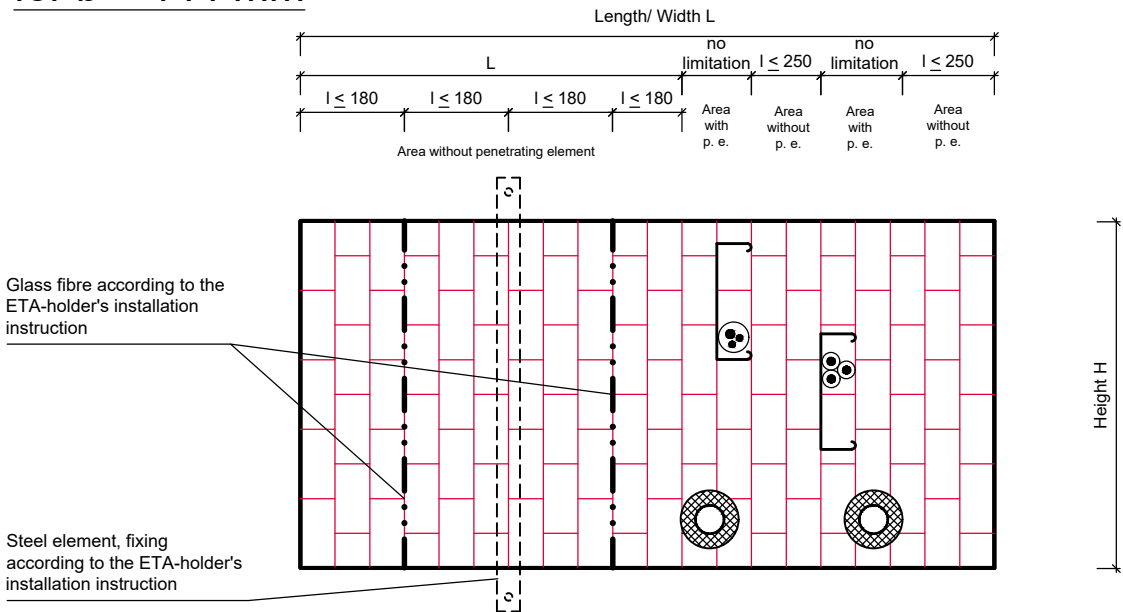 Length/ Width L
no
limitation
l ≤ 250
no
limitation
l ≤ 250
L
l ≤ 180
l ≤ 180
l ≤ 180
l ≤ 180
Area
with
p. e.
Area
without
p. e.
Area
with
p. e.
Area
without
p. e.
Area without penetrating element
Glass fibre according to the
ETA-holder's installation
instruction
Height H
Steel element, fixing
according to the ETA-holder's
installation instruction